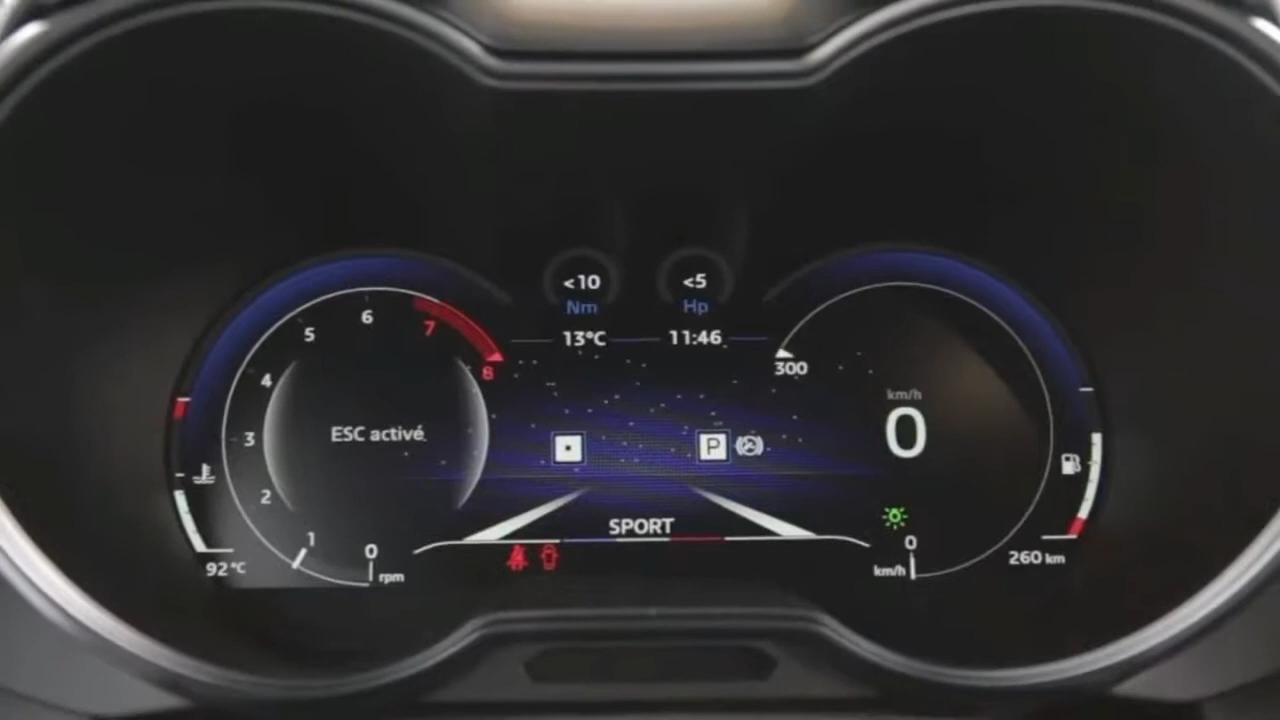 <10 <5
Nm Hp
13°C 11:46
6
5 7
300
8
4
km/h
ESC activé
0
3
P
2
SPORT
1
0
0
rpm
km/h
92 °C
260 km